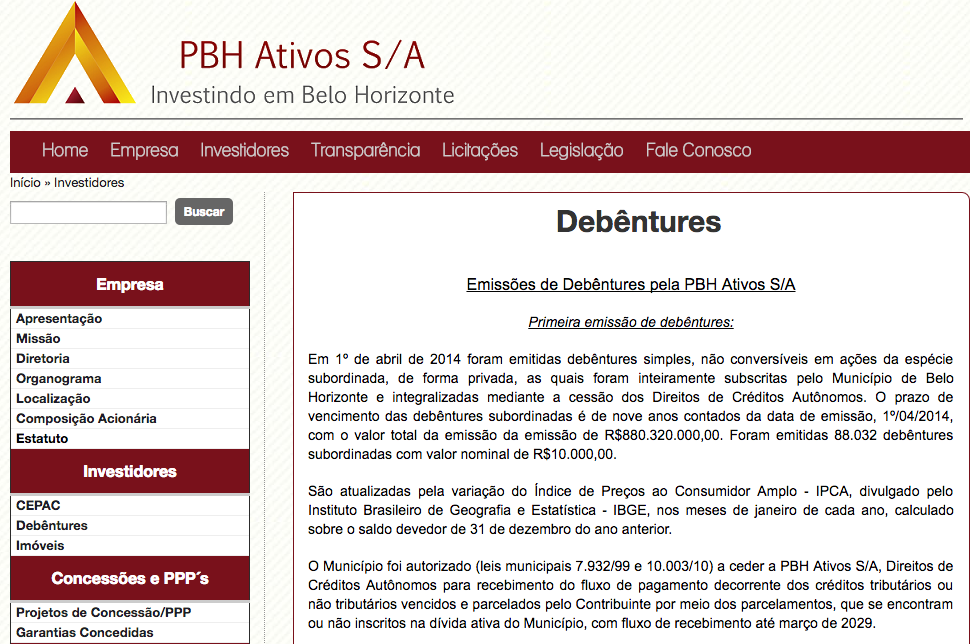 PBH Ativos S/A
Investindo em Belo Horizonte
Home Empresa Investidores Transparência Licitações Legislação Fale Conosco
Início » Investidores
Buscar
Empresa
Apresentação
Missão
Diretoria
Organograma
Localização
Composição Acionária
Estatuto
Investidores
CEPAC
Debêntures
Imóveis
Concessões e PPP´s
Projetos de Concessão/PPP
Garantias Concedidas
Debêntures
Emissões de Debêntures pela PBH Ativos S/A
Primeira emissão de debêntures:
Em 1º de abril de 2014 foram emitidas debêntures simples, não conversíveis em ações da espécie
subordinada, de forma privada, as quais foram inteiramente subscritas pelo Município de Belo
Horizonte e integralizadas mediante a cessão dos Direitos de Créditos Autônomos. O prazo de
vencimento das debêntures subordinadas é de nove anos contados da data de emissão, 1º/04/2014,
com o valor total da emissão da emissão de R$880.320.000,00. Foram emitidas 88.032 debêntures
subordinadas com valor nominal de R$10.000,00.
São atualizadas pela variação do Índice de Preços ao Consumidor Amplo - IPCA, divulgado pelo
Instituto Brasileiro de Geografia e Estatística - IBGE, nos meses de janeiro de cada ano, calculado
sobre o saldo devedor de 31 de dezembro do ano anterior.
O Município foi autorizado (leis municipais 7.932/99 e 10.003/10) a ceder a PBH Ativos S/A, Direitos de
Créditos Autônomos para recebimento do fluxo de pagamento decorrente dos créditos tributários ou
não tributários vencidos e parcelados pelo Contribuinte por meio dos parcelamentos, que se encontram
ou não inscritos na dívida ativa do Município, com fluxo de recebimento até março de 2029.